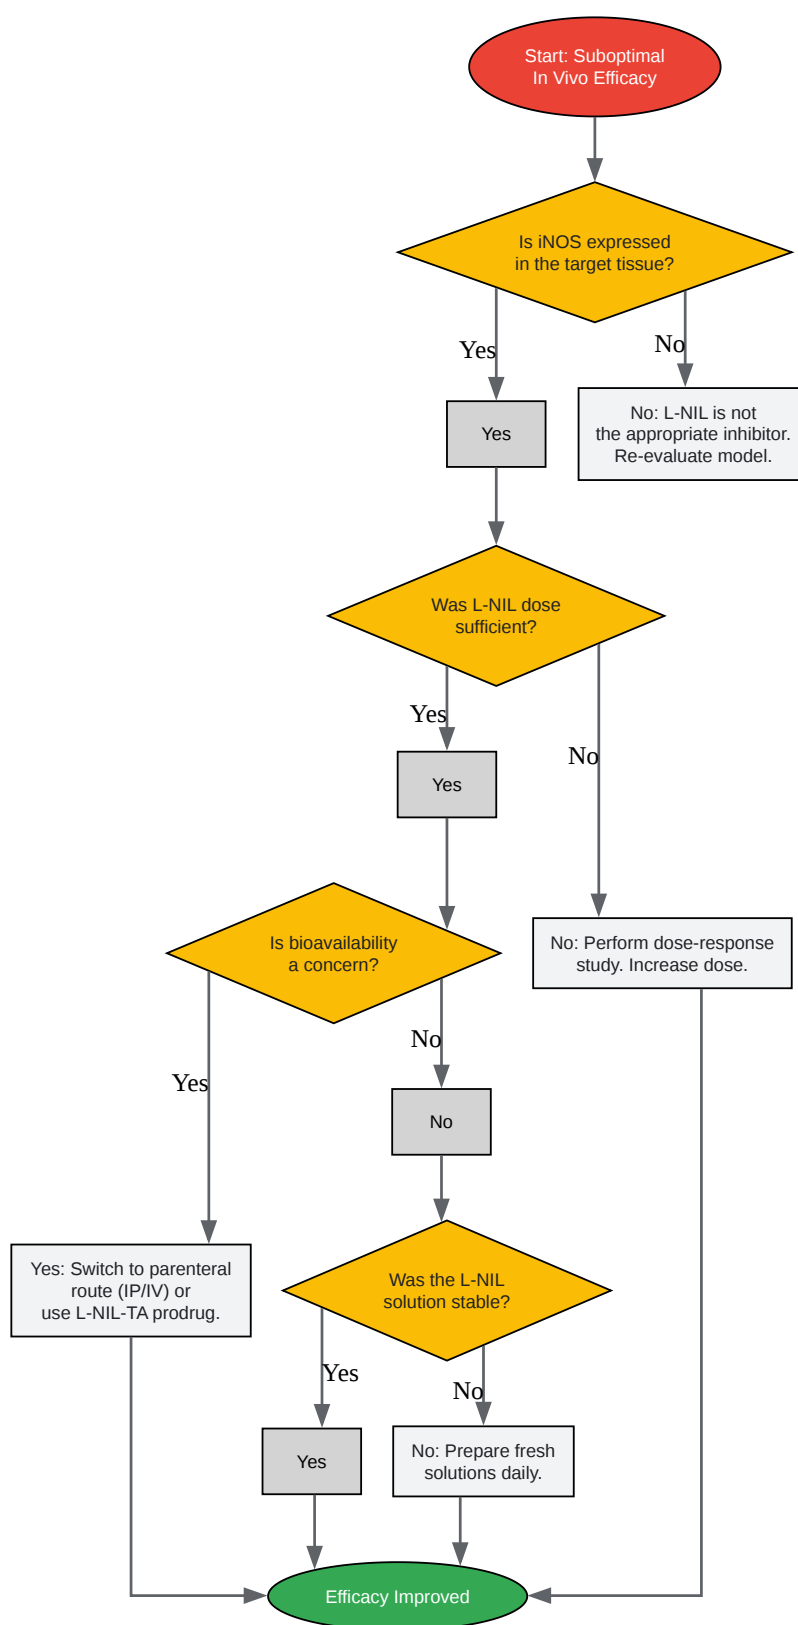 Start: Suboptimal
In Vivo Efficacy
Is iNOS expressed
in the target tissue?
Yes
No
Yes
No: L-NIL is not
the appropriate inhibitor.
Re-evaluate model.
Was L-NIL dose
sufficient?
Yes
No
Yes
Is bioavailability
a concern?
No: Perform dose-response
study. Increase dose.
No
Yes
No
Yes: Switch to parenteral
route (IP/IV) or
use L-NIL-TA prodrug.
Was the L-NIL
solution stable?
Yes
No
Yes
No: Prepare fresh
solutions daily.
Efficacy Improved